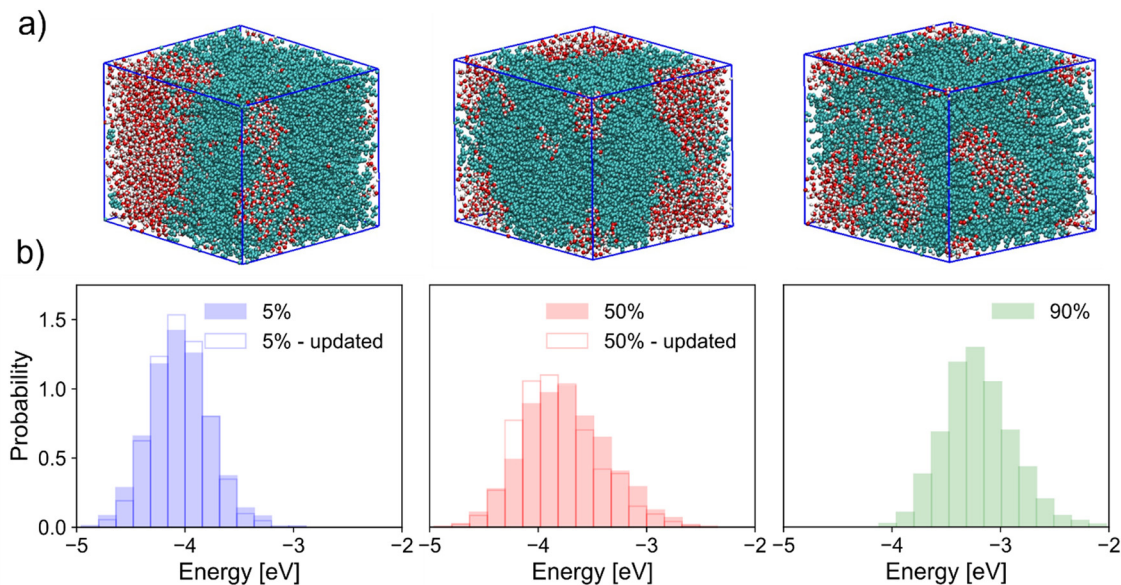 a)
b)
5%
5% - updated
50%
50% - updated
90%
Probability
1.5
1.0
0.5
0.0
−5
−4
−3
−2
−5
−4
−3
−2
−5
−4
−3
−2
Energy [eV]
Energy [eV]
Energy [eV]